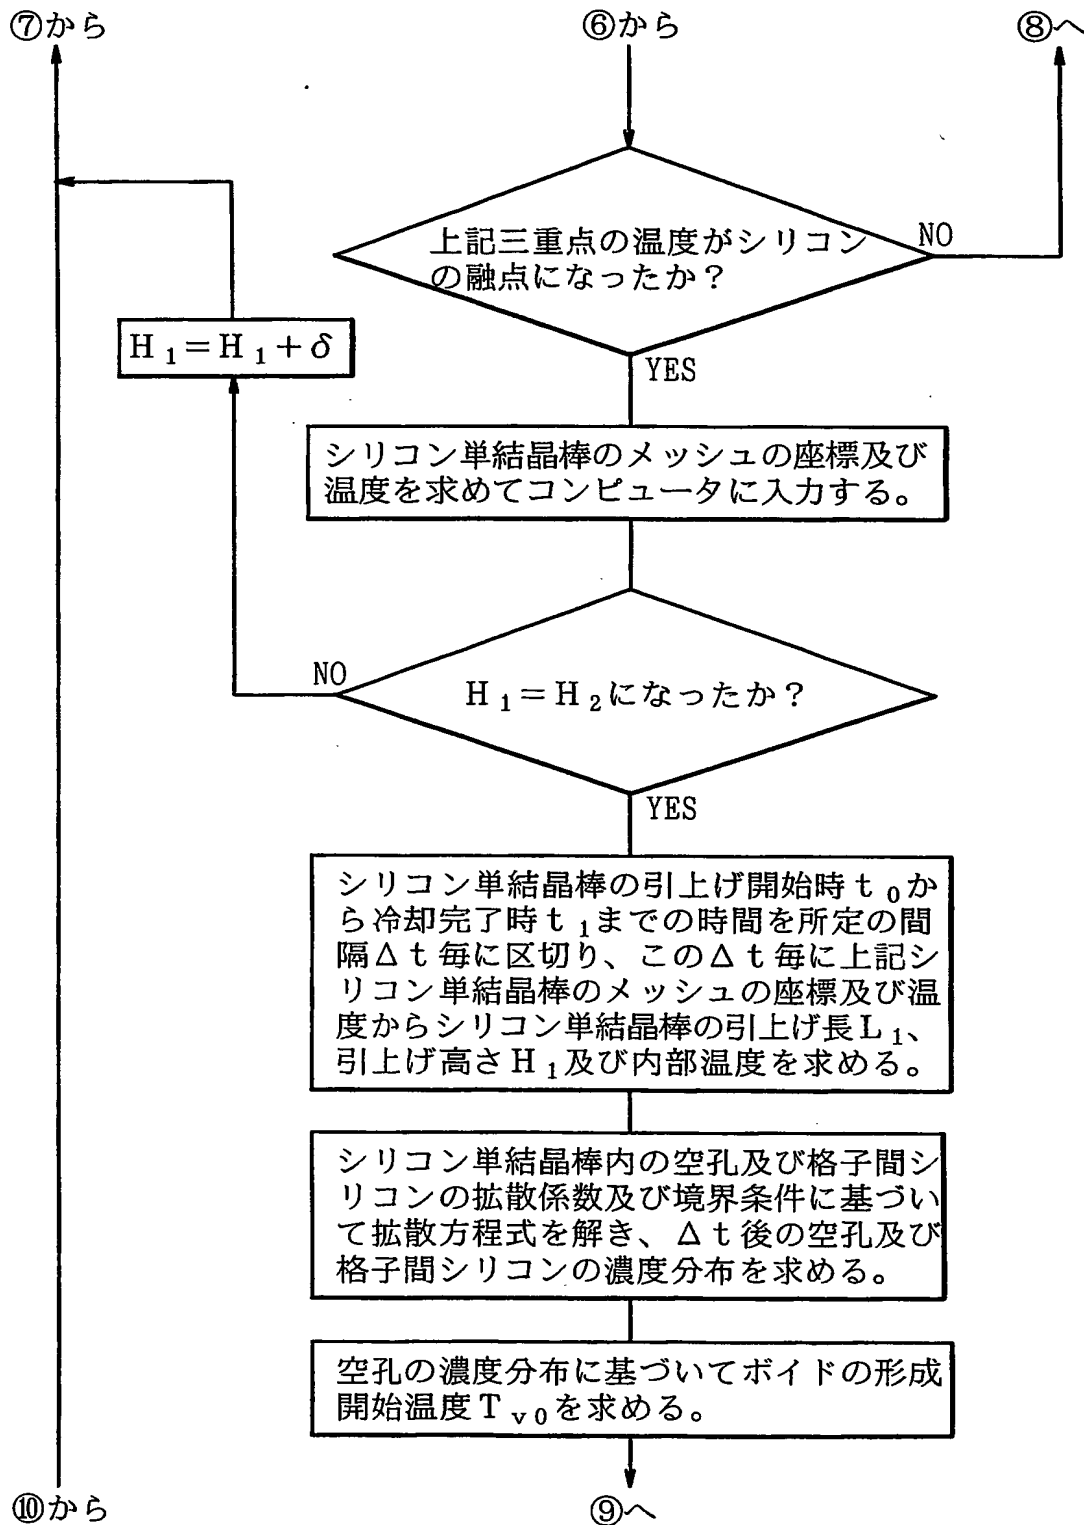 ⑦から
⑥から
⑧へ
上記三重点の温度がシリコン
の融点になったか?
NO
H1=H1+δ
YES
シリコン単結晶棒のメッシュの座標及び
温度を求めてコンピュータに入力する。
NO
H1=H2になったか?
YES
シリコン単結晶棒の引上げ開始時t0か
ら冷却完了時t1までの時間を所定の間
隔Δt毎に区切り、このΔt毎に上記シ
リコン単結晶棒のメッシュの座標及び温
度からシリコン単結晶棒の引上げ長L1、
引上げ高さH1及び内部温度を求める。
シリコン単結晶棒内の空孔及び格子間シ
リコンの拡散係数及び境界条件に基づい
て拡散方程式を解き、Δt後の空孔及び
格子間シリコンの濃度分布を求める。
空孔の濃度分布に基づいてボイドの形成
開始温度Tv0を求める。
⑩から
⑨へ